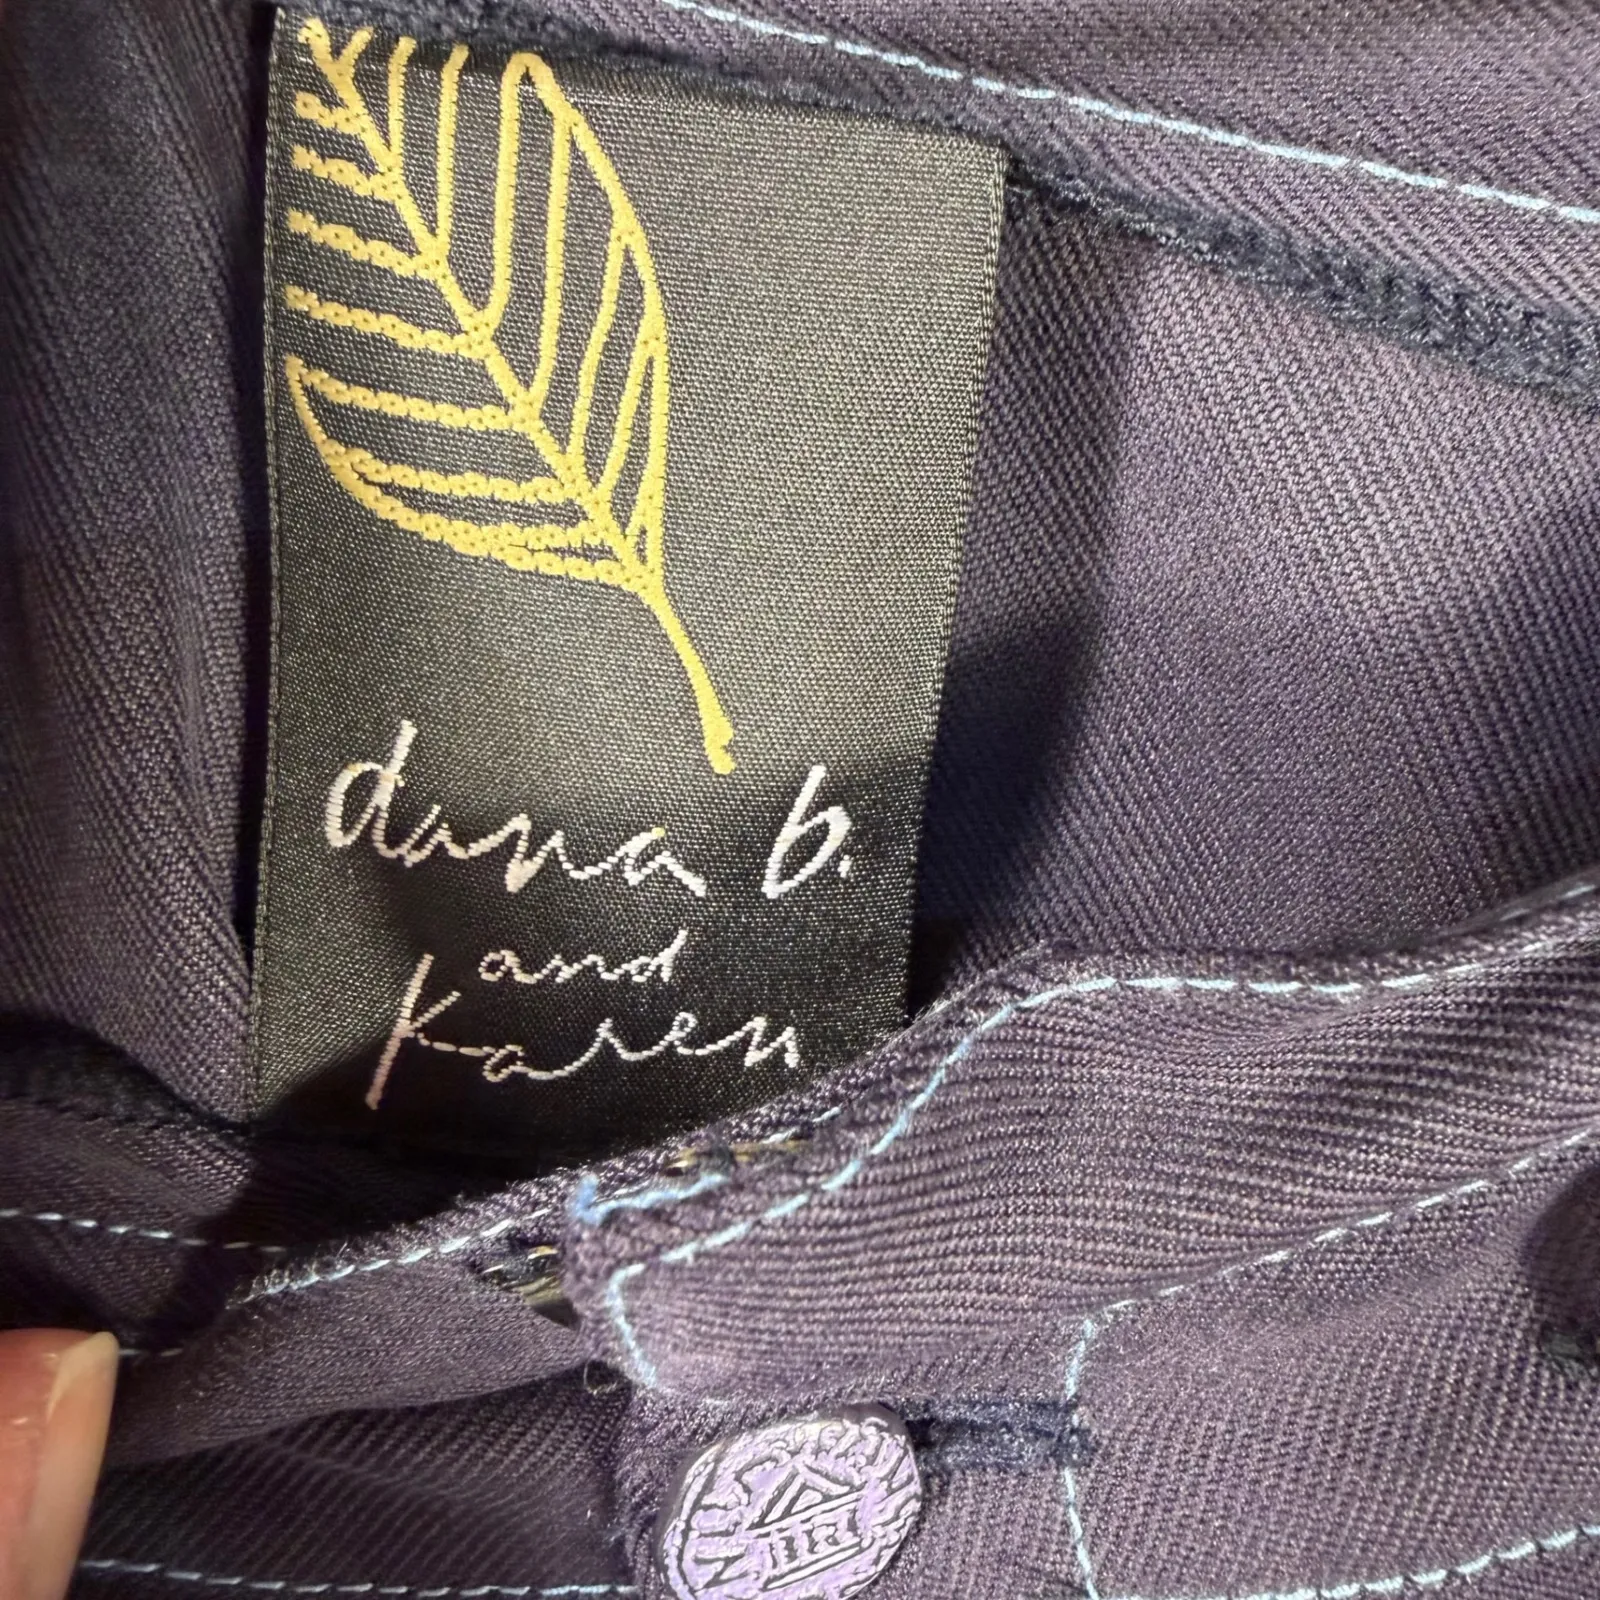 dana b.
and
Karen